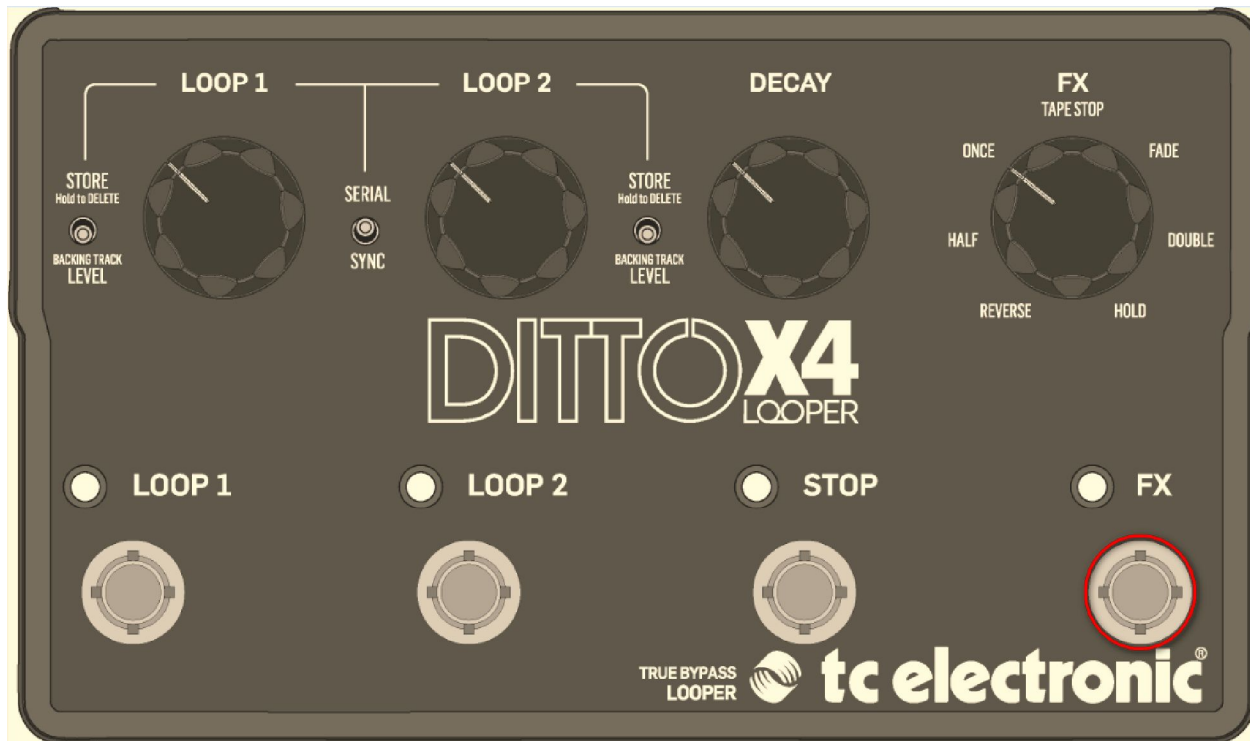 LOOP 1
LOOP 2
DECAY
FX
TAPE STOP
ONCE
FADE
STORE
Hold to DELETE
SERIAL
STORE
Hold to DELETE
HALF
DOUBLE
BACKING TRACK
LEVEL
SYNC
BACKING TRACK
LEVEL
REVERSE
HOLD
DITTO X4
LOOPER
LOOP 1
LOOP 2
STOP
FX
TRUE BYPASS
LOOPER
tc electronic®